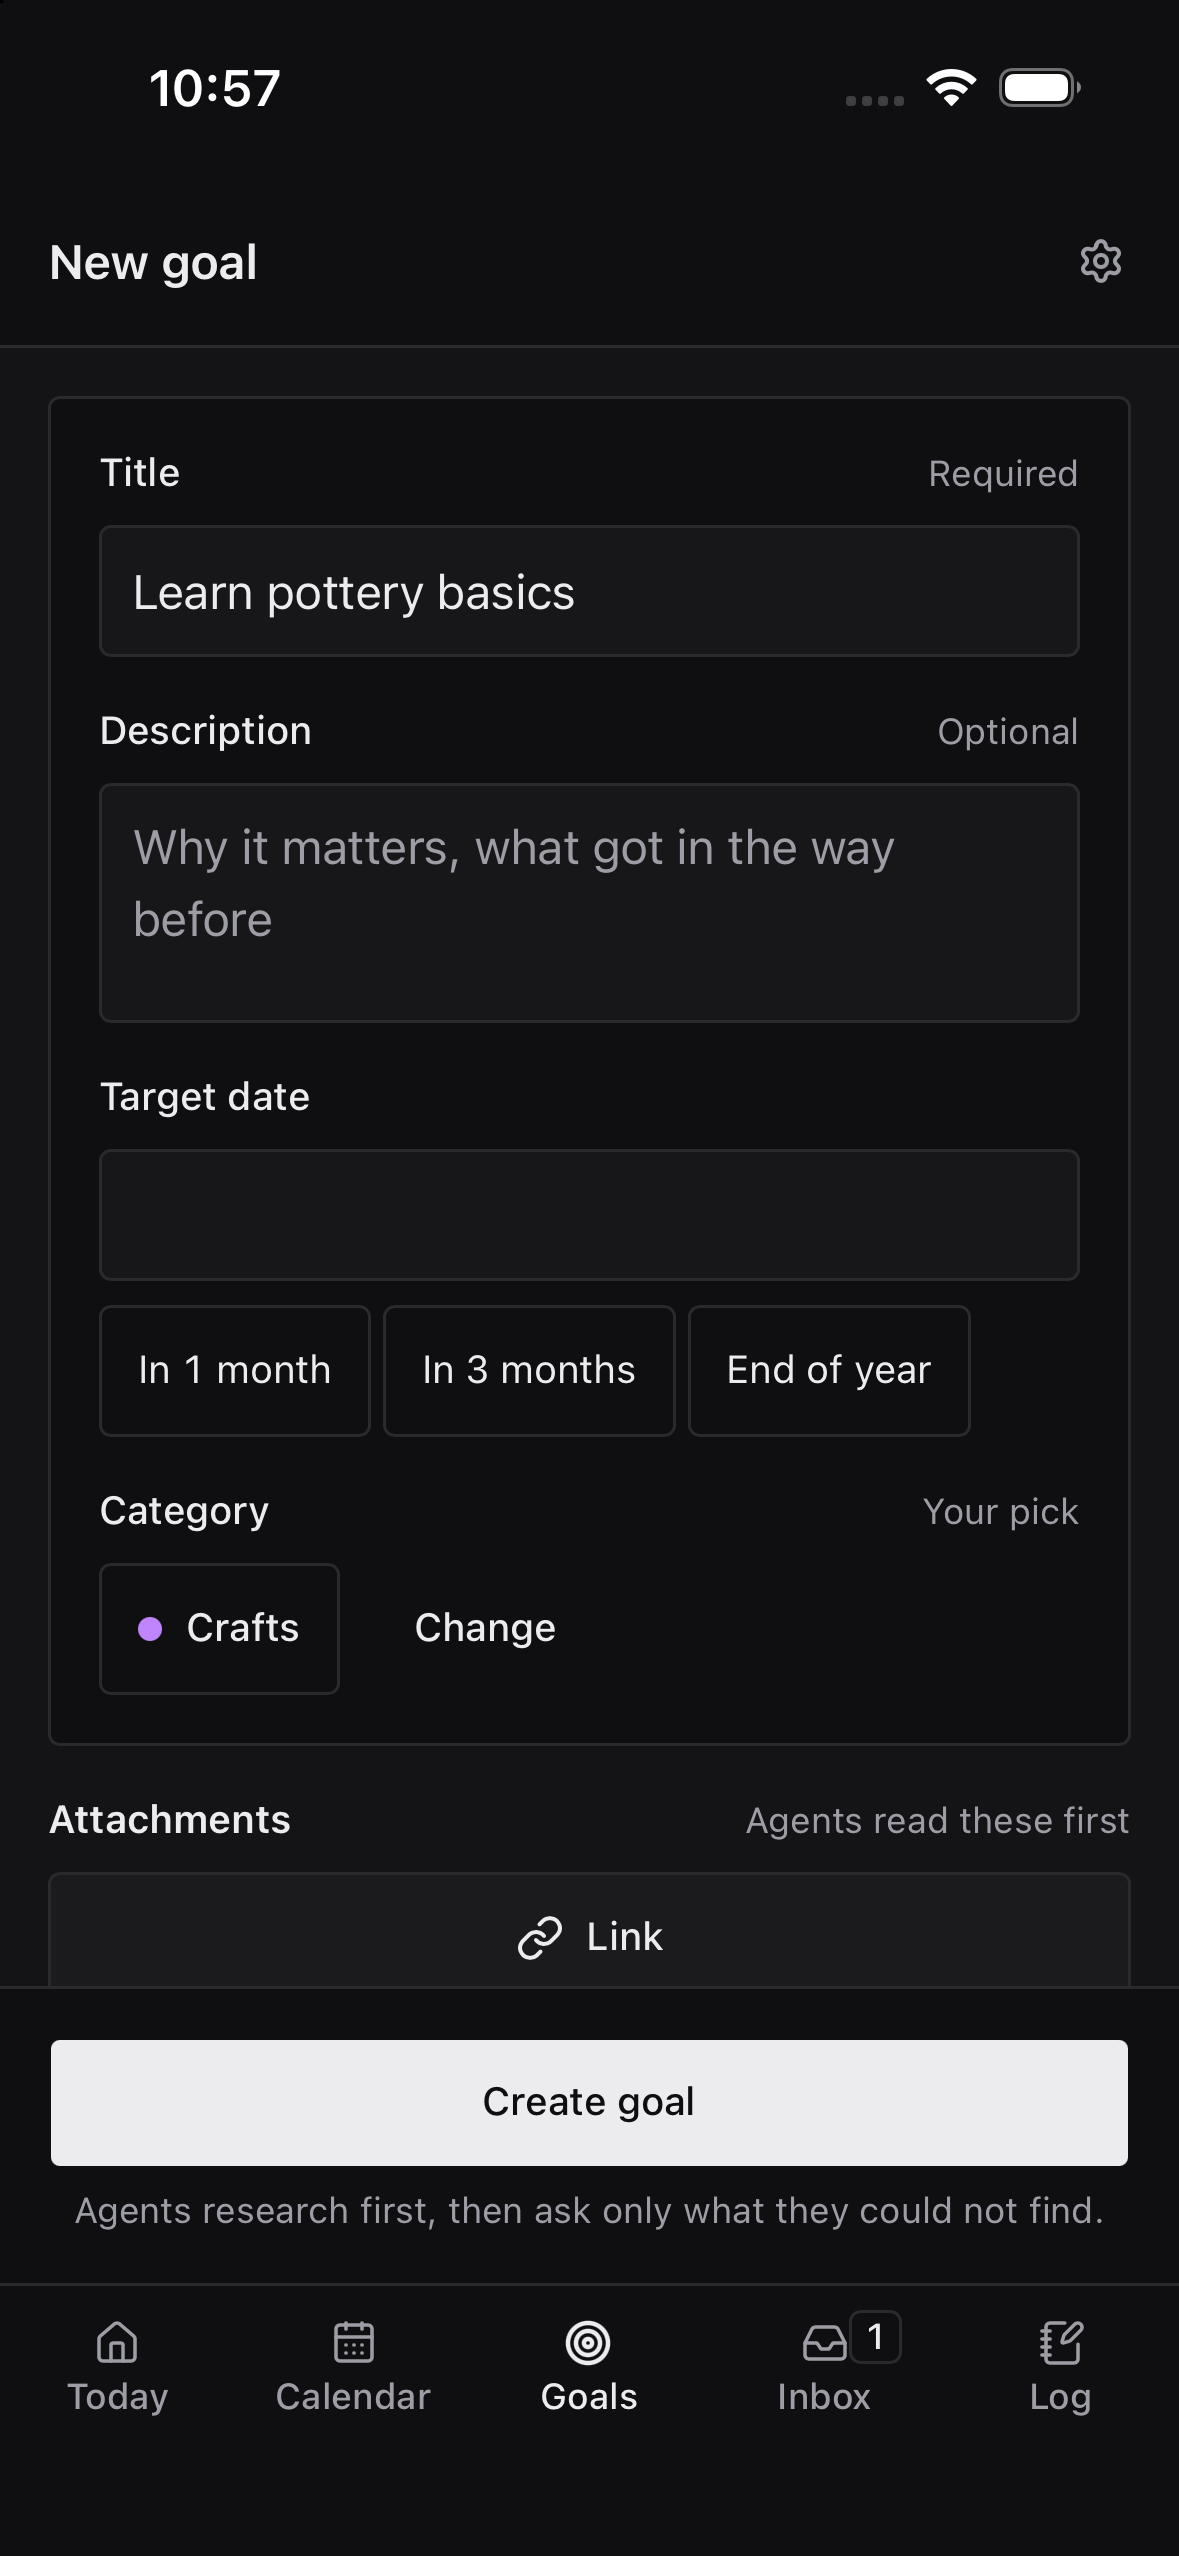 10:57
New goal
Title
Required
Learn pottery basics
Description
Optional
Why it matters, what got in the way
before
Target date
In 1 month
In 3 months
End of year
Category
Your pick
Crafts
Change
Attachments
Agents read these first
Link
Create goal
Agents research first, then ask only what they could not find.
1
Today
Calendar
Goals
Inbox
Log